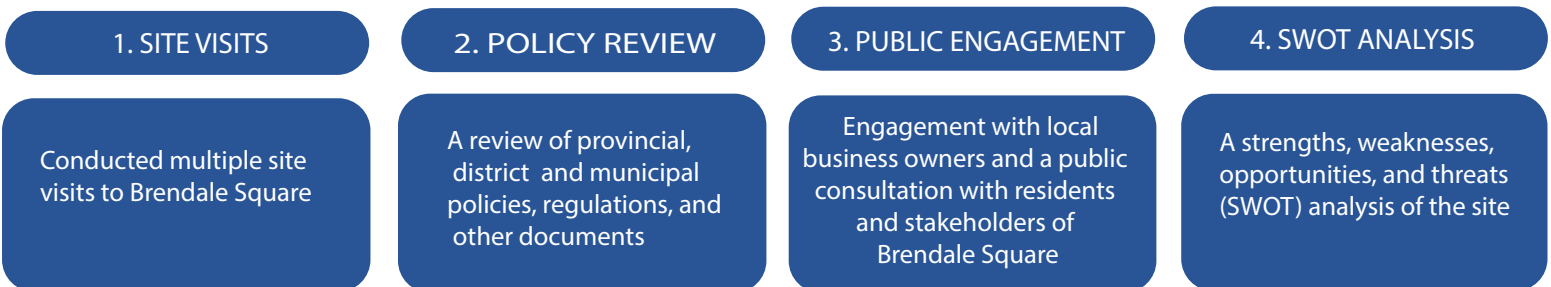 1. SITE VISITS
Conducted multiple site
visits to Brendale Square
2. POLICY REVIEW
A review of provincial,
district and municipal
policies, regulations, and
other documents
3. PUBLIC ENGAGEMENT
Engagement with local
business owners and a public
consultation with residents
and stakeholders of
Brendale Square
4. SWOT ANALYSIS
A strengths, weaknesses,
opportunities, and threats
(SWOT) analysis of the site